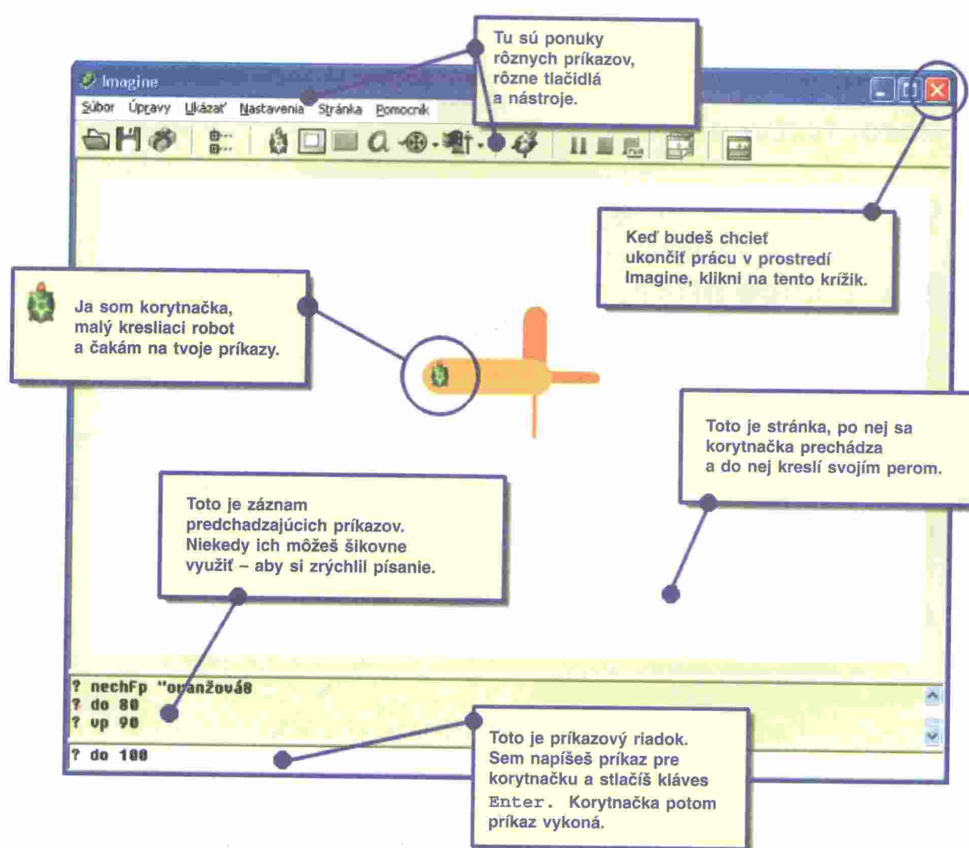 Tu sú ponuky
rôznych príkazov,
rôzne tlačidlá
a nástroje.
Imagine
Súbor Úpravy Ukázať Nastavenia Stránka Pomocník
Keď budeš chcieť
ukončiť prácu v prostredí
Imagine, klikni na tento krížik.
Ja som korytnačka,
malý kresliaci robot
a čakám na tvoje príkazy.
Toto je stránka, po nej sa
korytnačka prechádza
a do nej kreslí svojím perom.
Toto je záznam
predchadzajúcich príkazov.
Niekedy ich môžeš šikovne
využiť – aby si zrýchlil písanie.
? nechFp "oranžová8
? do 80
? vp 90
? do 100
Toto je príkazový riadok.
Sem napíšeš príkaz pre
korytnačku a stlačíš kláves
Enter. Korytnačka potom
príkaz vykoná.